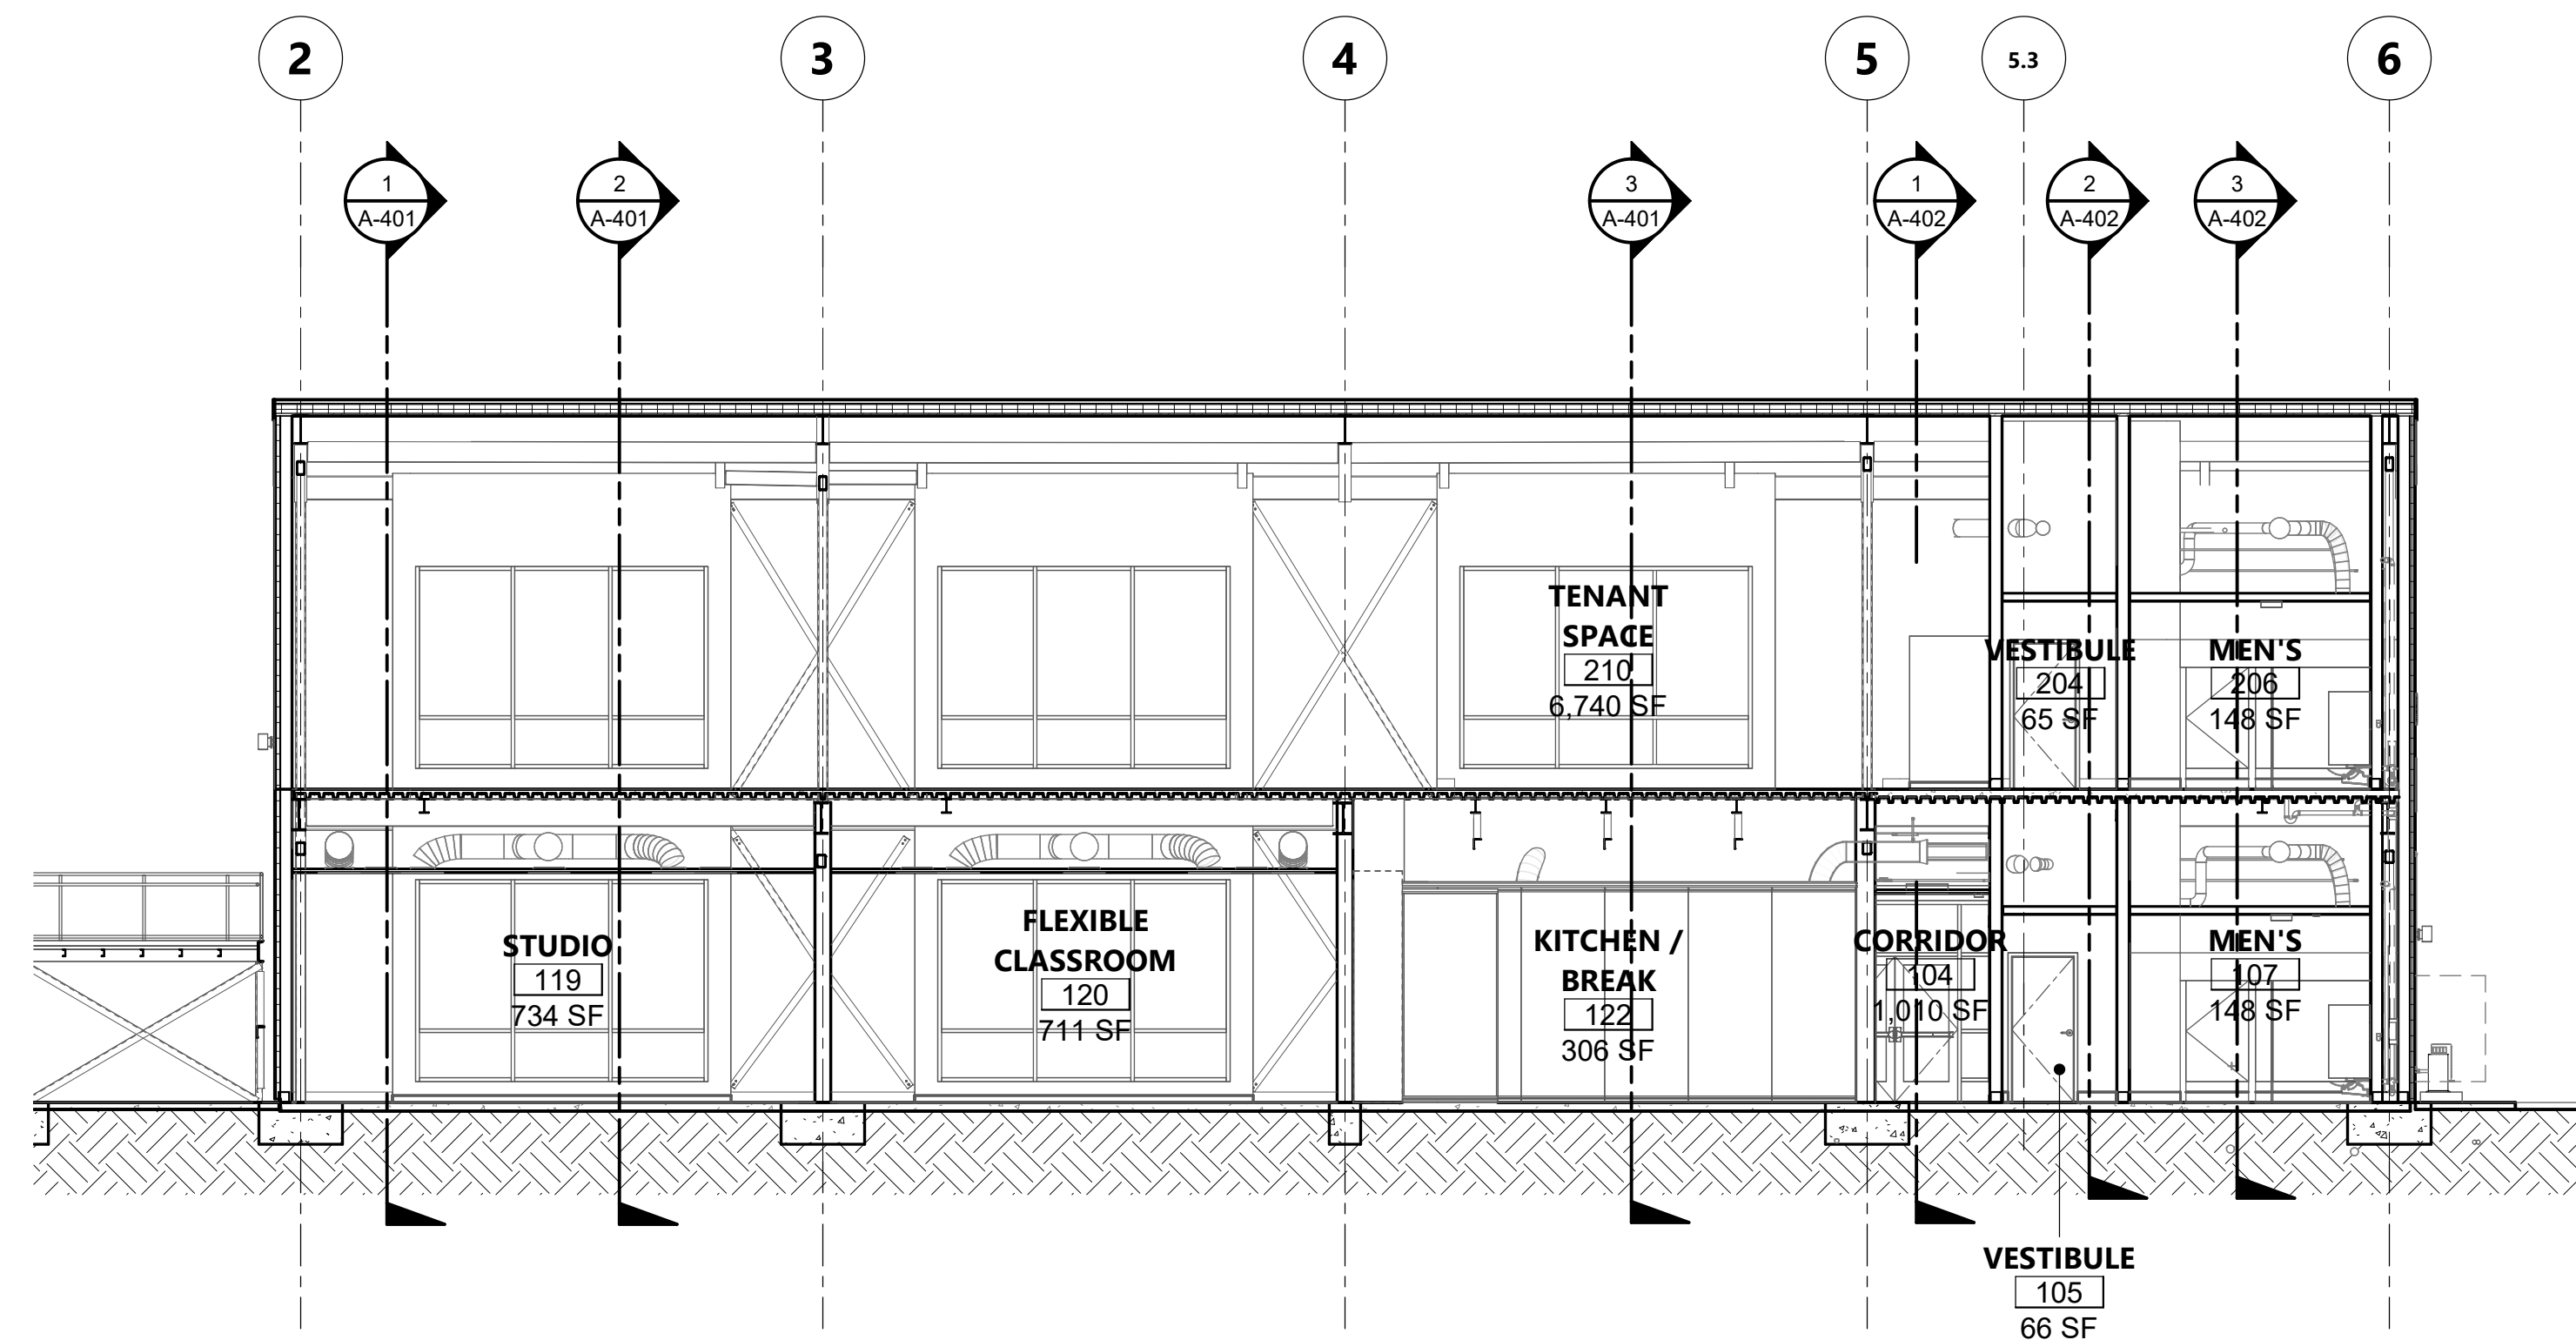 2
3
4
5
5.3
6
1
A-401
2
A-401
3
A-401
1
A-402
2
A-402
3
A-402
TENANT
SPACE
210
6,740 SF
VESTIBULE
204
65 SF
MEN'S
206
148 SF
STUDIO
119
734 SF
FLEXIBLE
CLASSROOM
120
711 SF
KITCHEN /
BREAK
122
306 SF
CORRIDOR
104
1,010 SF
MEN'S
107
148 SF
VESTIBULE
105
66 SF